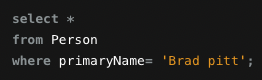 select *
from Person
where primaryName= 'Brad pitt';